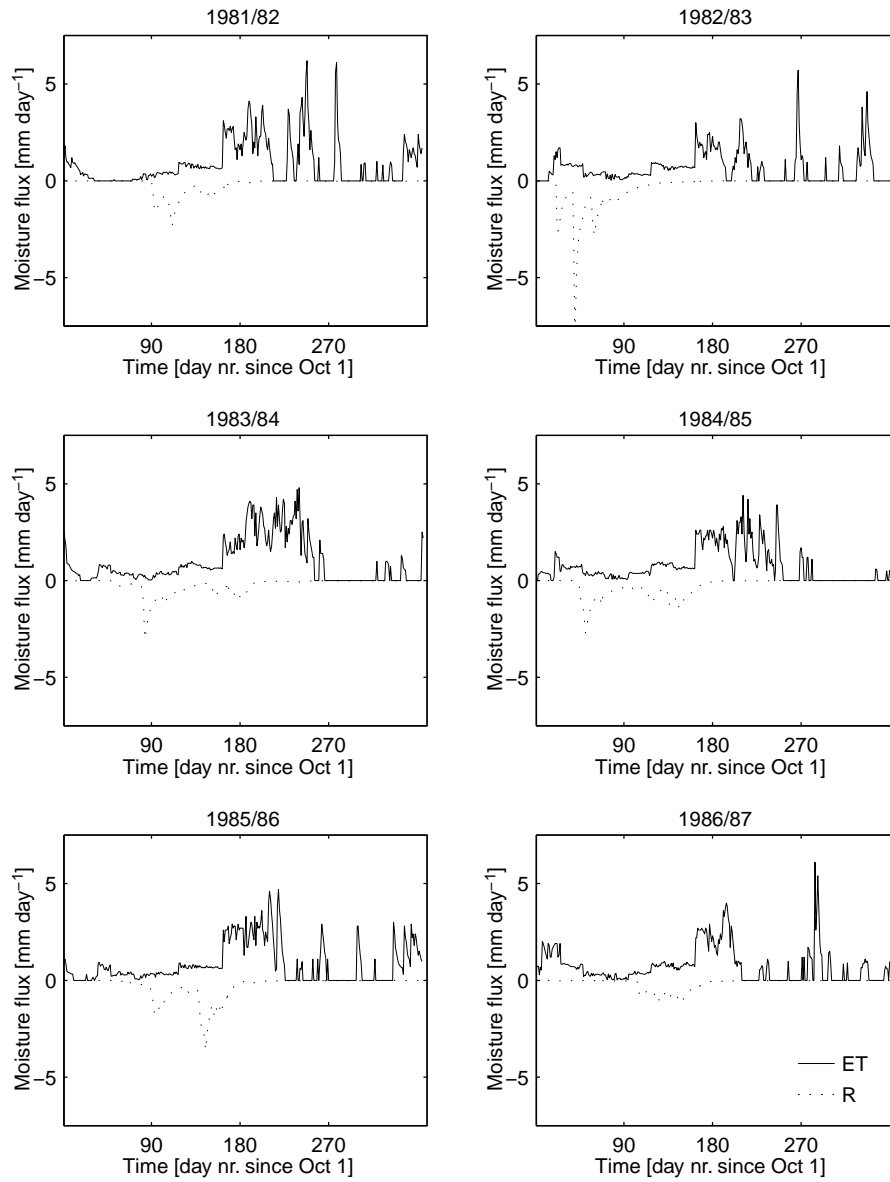 1981/82
5
0
−5
Moisture flux [mm day−1]
90 180 270
Time [day nr. since Oct 1]
1982/83
5
0
−5
Moisture flux [mm day−1]
90 180 270
Time [day nr. since Oct 1]
1983/84
5
0
−5
Moisture flux [mm day−1]
90 180 270
Time [day nr. since Oct 1]
1984/85
5
0
−5
Moisture flux [mm day−1]
90 180 270
Time [day nr. since Oct 1]
1985/86
5
0
−5
Moisture flux [mm day−1]
90 180 270
Time [day nr. since Oct 1]
1986/87
5
0
−5
Moisture flux [mm day−1]
ET
R
90 180 270
Time [day nr. since Oct 1]